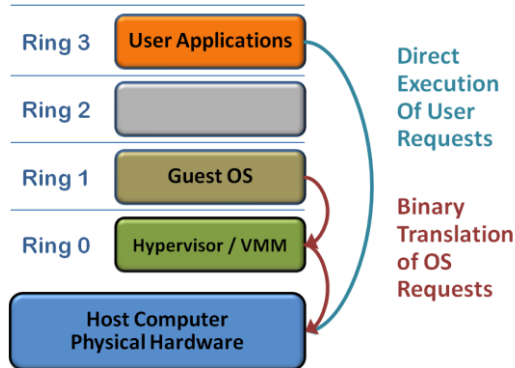 Ring 3
User Applications
Ring 2
Ring 1
Guest OS
Ring 0
Hypervisor / VMM
Host Computer
Physical Hardware
Direct
Execution
Of User
Requests
Binary
Translation
of OS
Requests